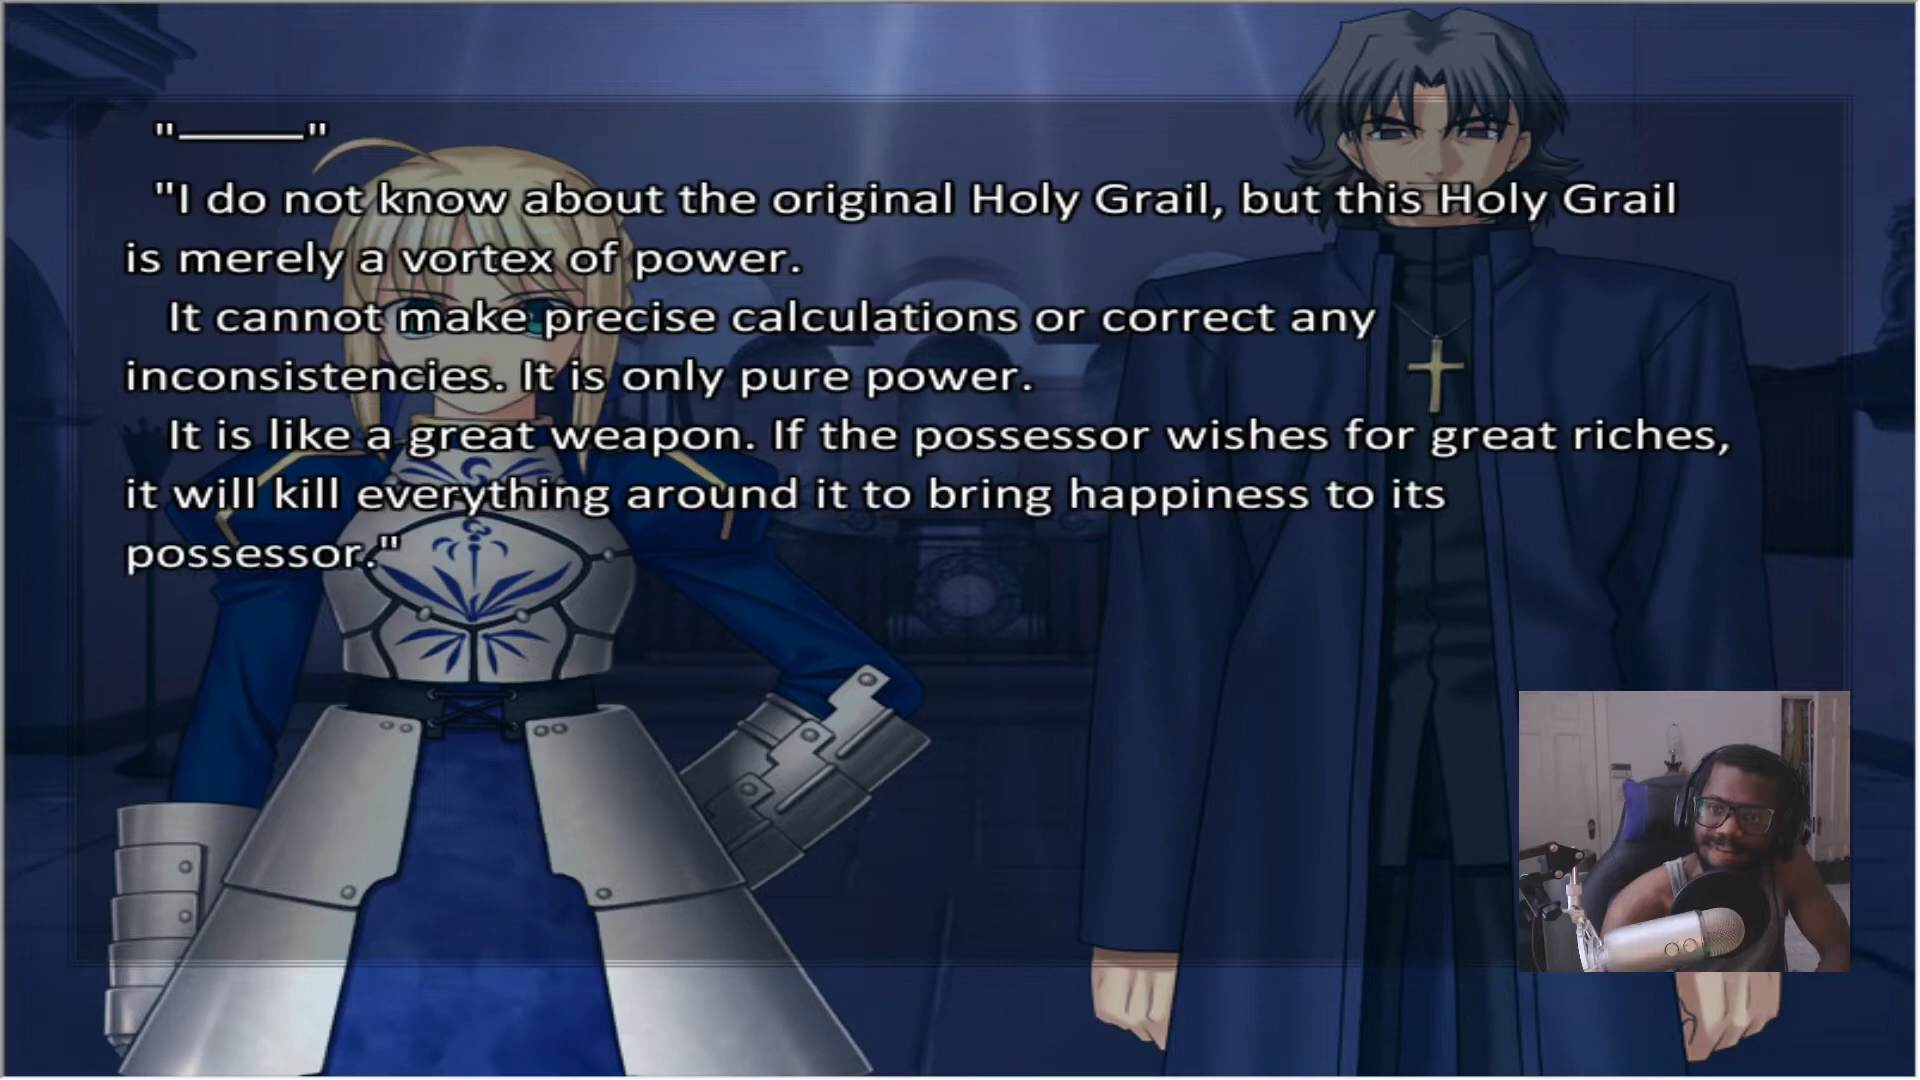 "———"
"I do not know about the original Holy Grail, but this Holy Grail
is merely a vortex of power.
It cannot make precise calculations or correct any
inconsistencies. It is only pure power.
It is like a great weapon. If the possessor wishes for great riches,
it will kill everything around it to bring happiness to its
possessor."